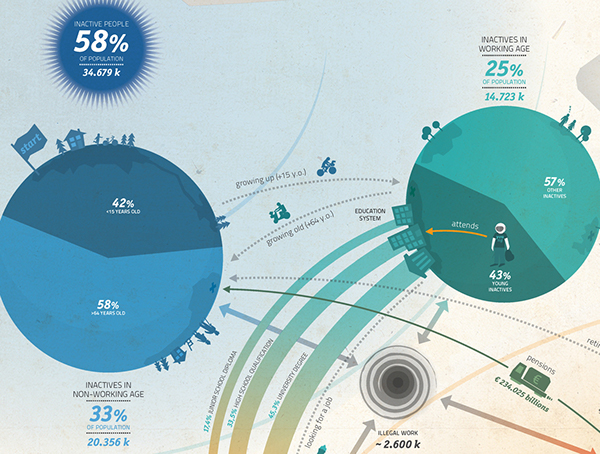 INACTIVE PEOPLE
58%
OF POPULATION
34.679 k
INACTIVES IN
WORKING AGE
25%
OF POPULATION
14.723 k
start
42%
<15 YEARS OLD
58%
>64 YEARS OLD
growing up (+15 y.o.)
growing old (+64 y.o.)
EDUCATION
SYSTEM
attends
57%
OTHER
INACTIVES
43%
YOUNG
INACTIVES
INACTIVES IN
NON-WORKING AGE
33%
OF POPULATION
20.356 k
17,4% JUNIOR SCHOOL DIPLOMA
33,5% HIGH SCHOOL QUALIFICATION
45,3% UNIVERSITY DEGREE
looking for a job
ILLEGAL WORK
~ 2.600 k
pensions
€ 234.025 billions